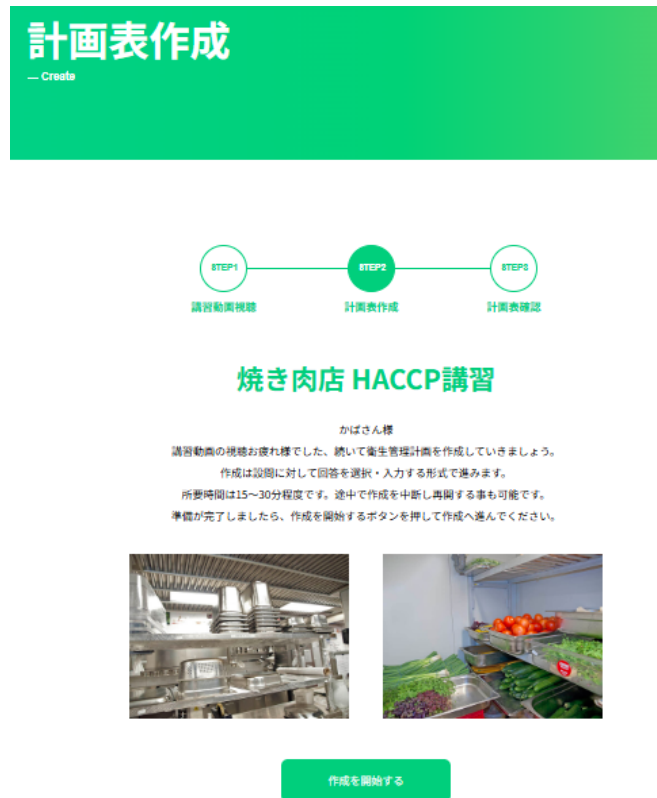 計画表作成
— Create
STEP1
STEP2
STEP3
講習動画視聴
計画表作成
計画表確認
焼き肉店 HACCP講習
かばさん様
講習動画の視聴お疲れ様でした、続いて衛生管理計画を作成していきましょう。
作成は設問に対して回答を選択・入力する形式で進みます。
所要時間は15〜30分程度です。途中で作成を中断し再開する事も可能です。
準備が完了しましたら、作成を開始するボタンを押して作成へ進んでください。
作成を開始する